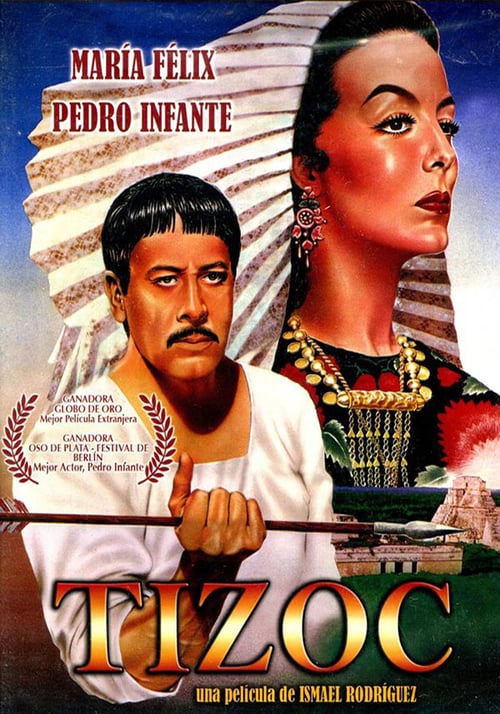 MARÍA FÉLIX
PEDRO INFANTE
GANADORA
GLOBO DE ORO
Mejor Película Extranjera
GANADORA
OSO DE PLATA - FESTIVAL DE
BERLÍN
Mejor Actor, Pedro Infante
TIZOC
una película de ISMAEL RODRÍGUEZ